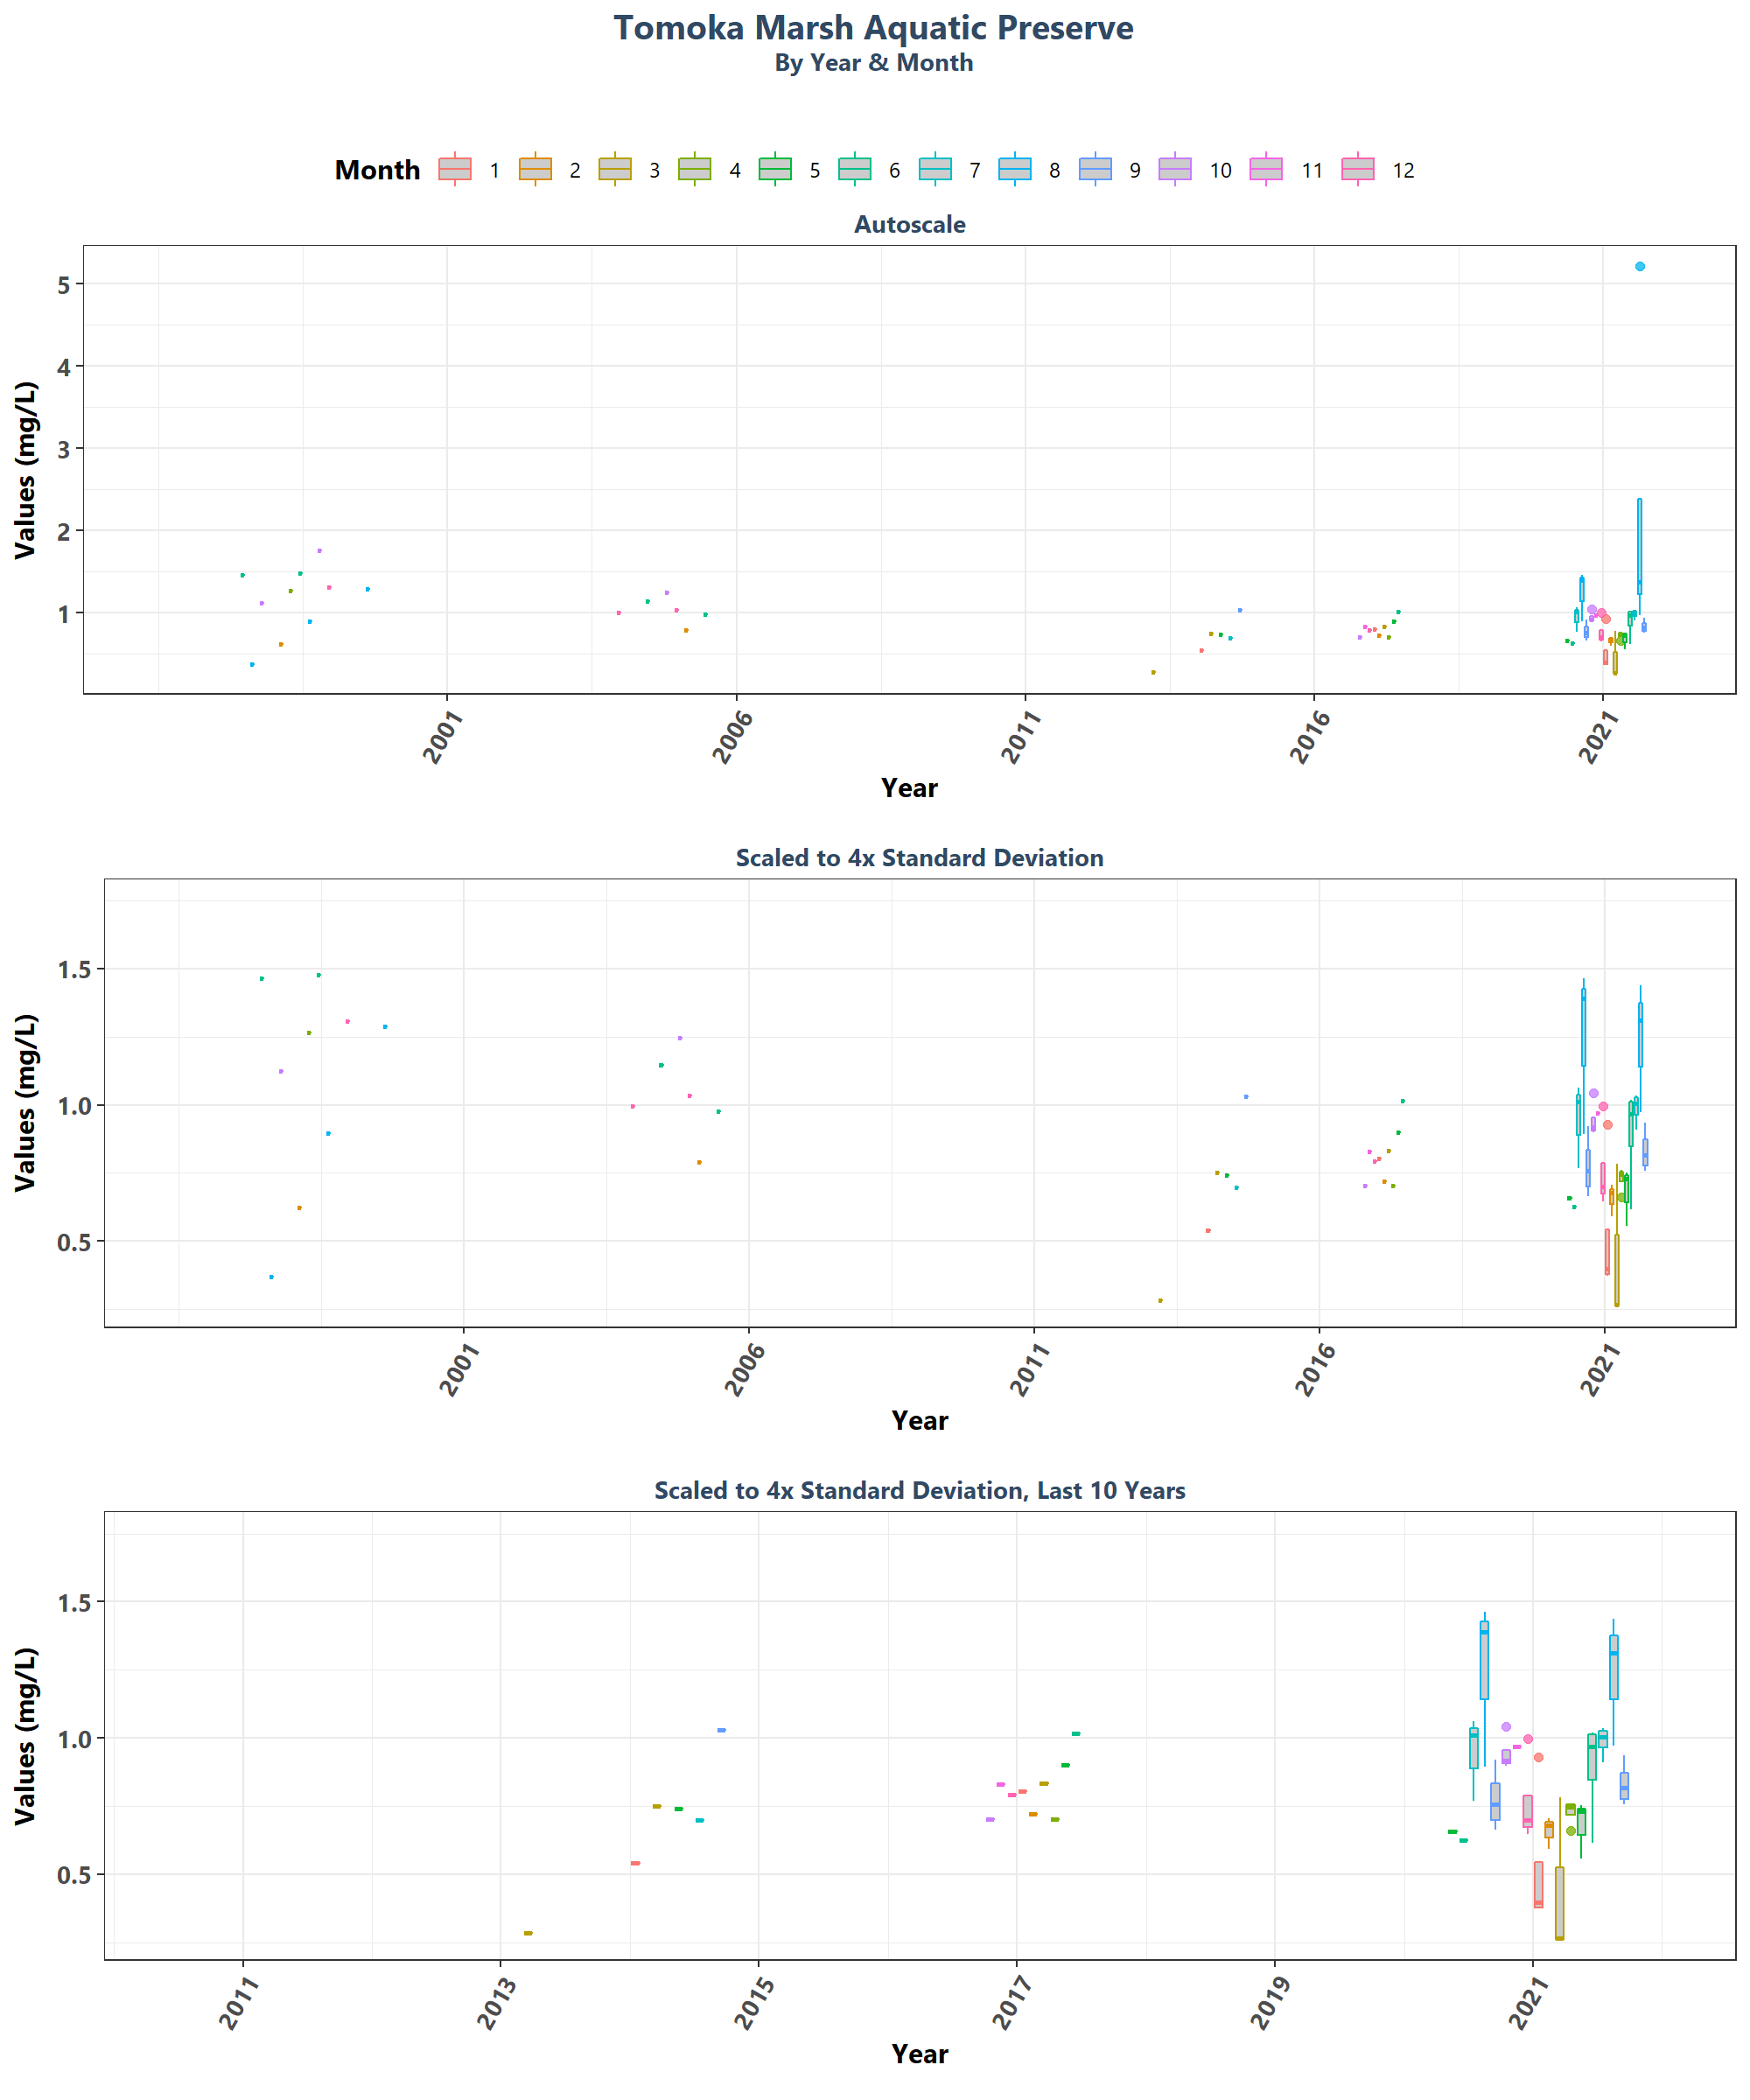 Tomoka Marsh Aquatic Preserve
By Year & Month
Month 1 2 3 4 5 6 7 8 9 10 11 12
Autoscale
Values (mg/L)
5
4
3
2
1
2001 2006 2011 2016 2021
Year
Scaled to 4x Standard Deviation
Values (mg/L)
1.5
1.0
0.5
2001 2006 2011 2016 2021
Year
Scaled to 4x Standard Deviation, Last 10 Years
Values (mg/L)
1.5
1.0
0.5
2011 2013 2015 2017 2019 2021
Year